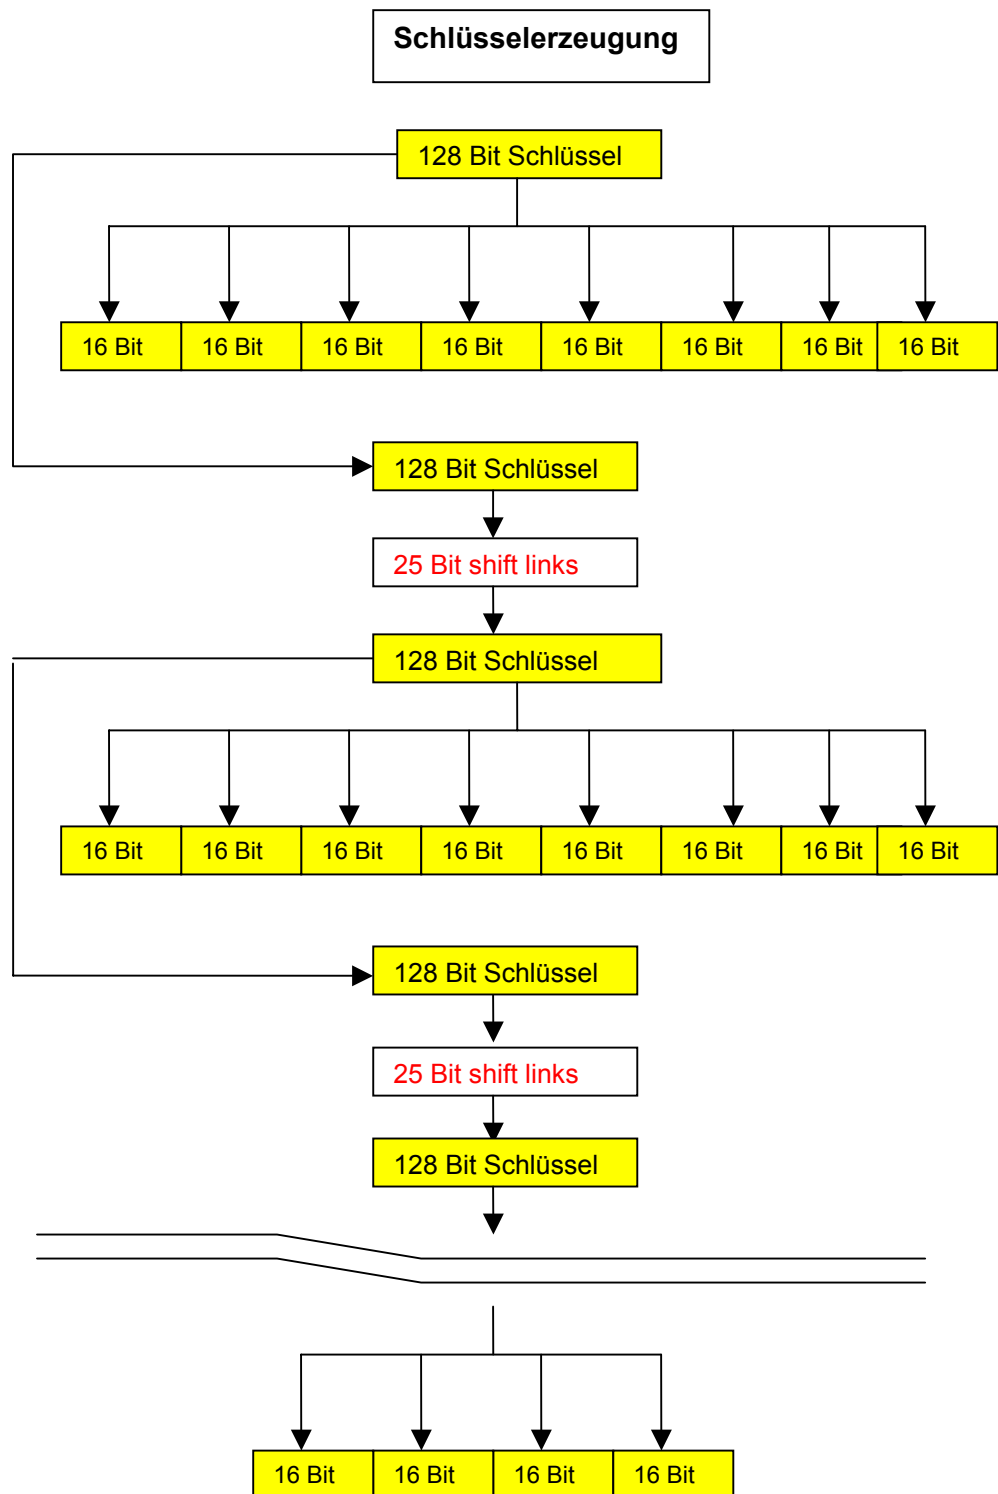 Schlüsselerzeugung
128 Bit Schlüssel
16 Bit 16 Bit 16 Bit 16 Bit 16 Bit 16 Bit 16 Bit 16 Bit
128 Bit Schlüssel
25 Bit shift links
128 Bit Schlüssel
16 Bit 16 Bit 16 Bit 16 Bit 16 Bit 16 Bit 16 Bit 16 Bit
128 Bit Schlüssel
25 Bit shift links
128 Bit Schlüssel
16 Bit 16 Bit 16 Bit 16 Bit